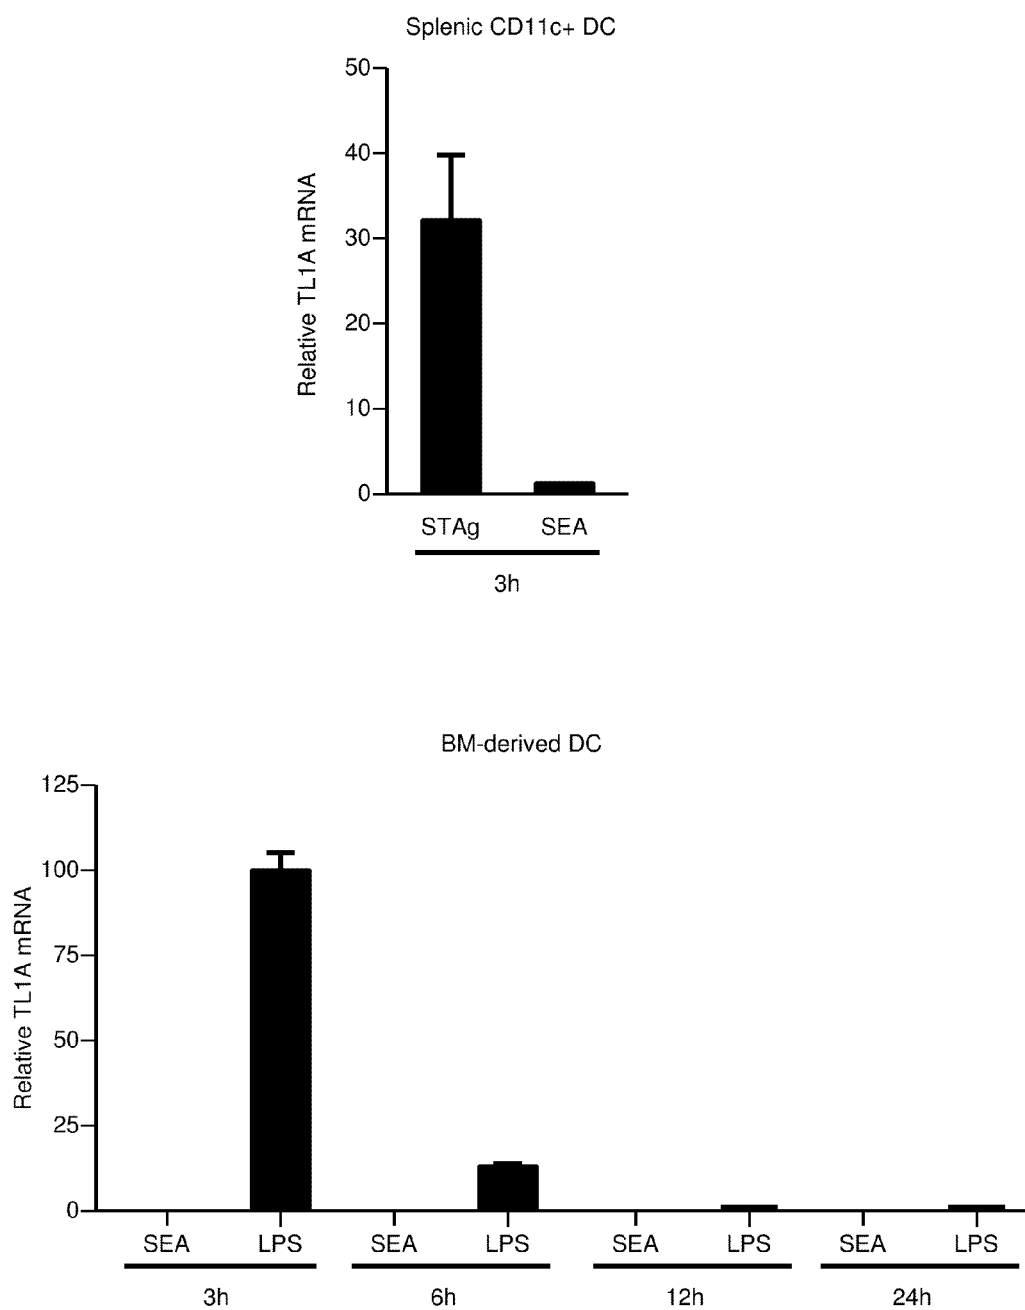 Splenic CD11c+ DC
50
40
30
20
10
0
Relative TL1A mRNA
STAg SEA
3h
BM-derived DC
125
100
75
50
25
0
Relative TL1A mRNA
SEA LPS SEA LPS SEA LPS SEA LPS
3h 6h 12h 24h